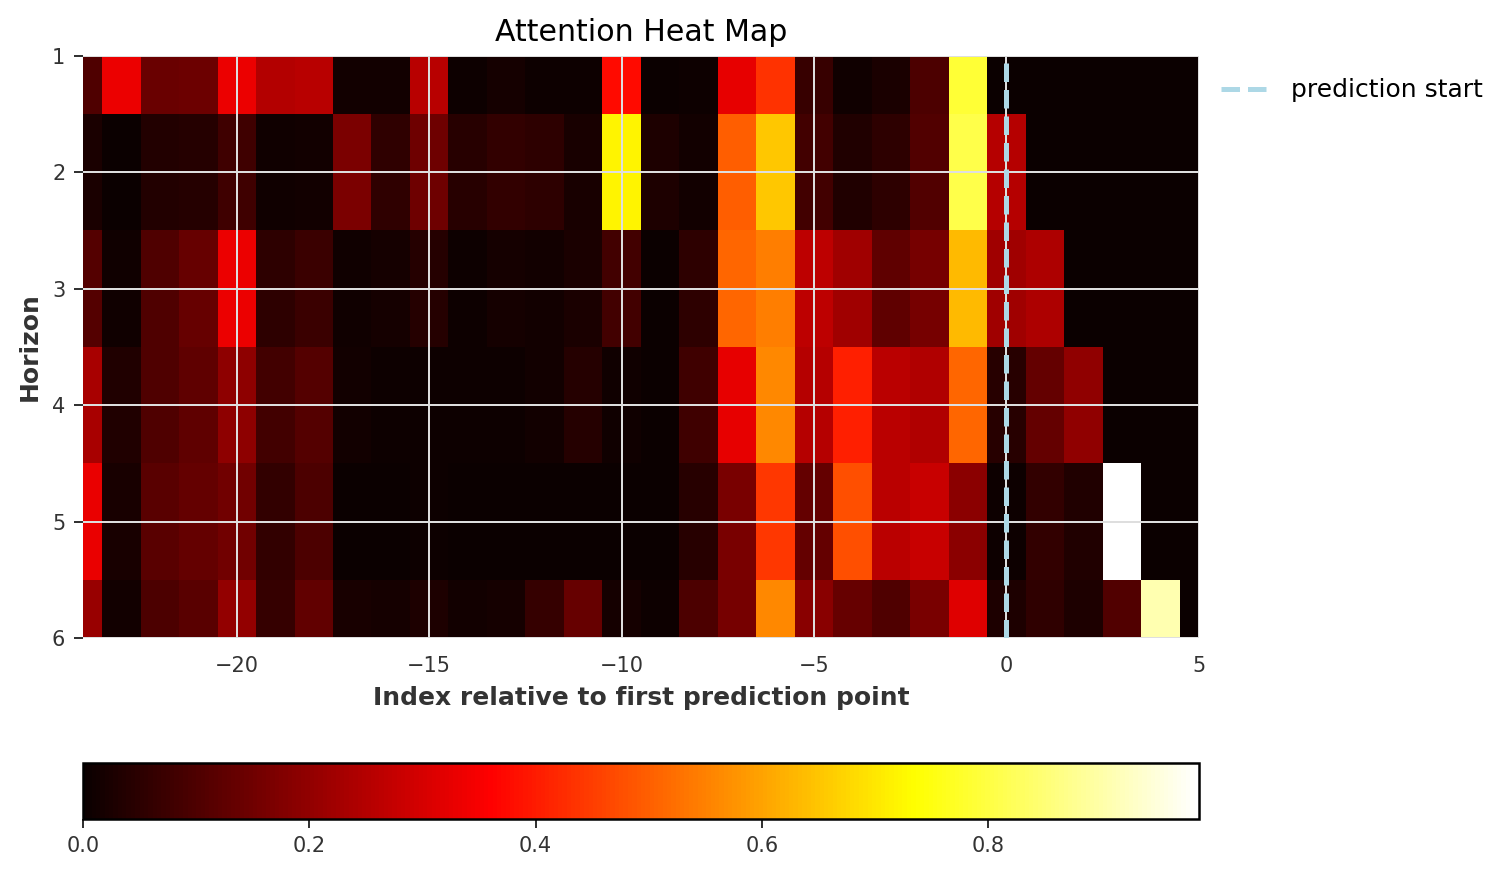 Attention Heat Map
prediction start
Horizon
1
2
3
4
5
6
−20 −15 −10 −5 0 5
Index relative to first prediction point
0.0 0.2 0.4 0.6 0.8